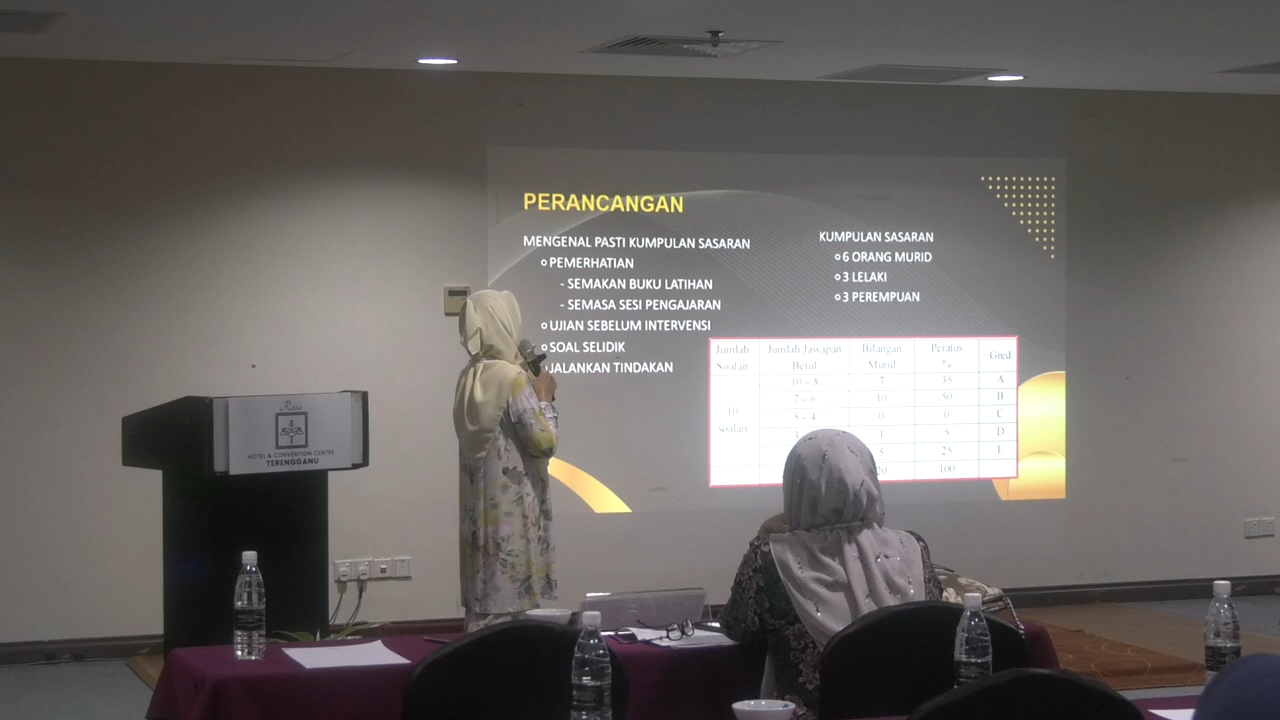 PERANCANGAN
MENGENAL PASTI KUMPULAN SASARAN
PEMERHATIAN
- SEMAKAN BUKU LATIHAN
- SEMASA SESI PENGAJARAN
UJIAN SEBELUM INTERVENSI
SOAL SELIDIK
JALANKAN TINDAKAN
KUMPULAN SASARAN
6 ORANG MURID
3 LELAKI
3 PEREMPUAN
Jumlah Soalan Jumlah Jawapan Betul Bilangan Murid Peratus % Gred
10 soalan
10 – 8 7 35 A
7 – 6 10 50 B
5 – 4 0 0 C
1 5 D
5 25 E
20 100
HOTEL & CONVENTION CENTRE
TERENGGANU